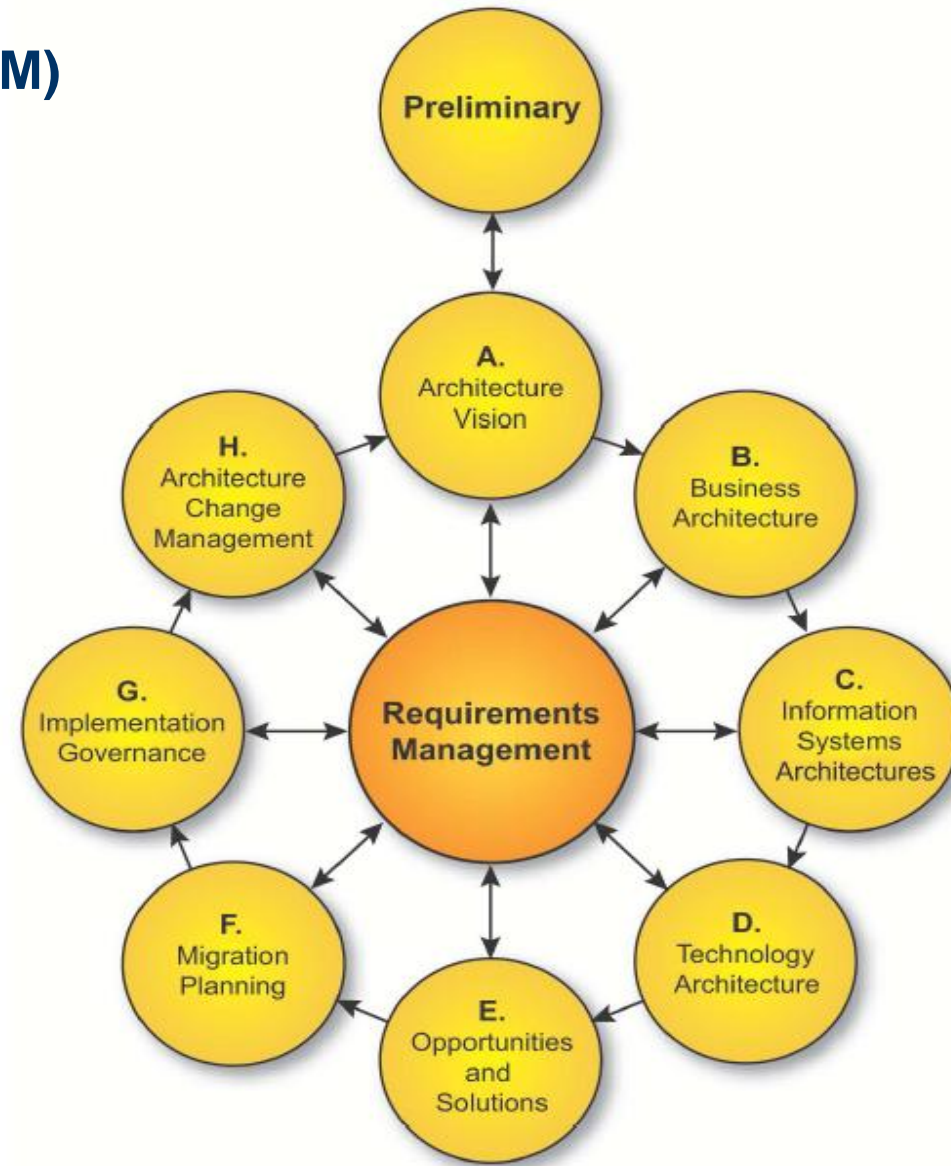 M)
Preliminary
A.
Architecture
Vision
B.
Business
Architecture
C.
Information
Systems
Architectures
D.
Technology
Architecture
E.
Opportunities
and
Solutions
F.
Migration
Planning
G.
Implementation
Governance
H.
Architecture
Change
Management
Requirements
Management